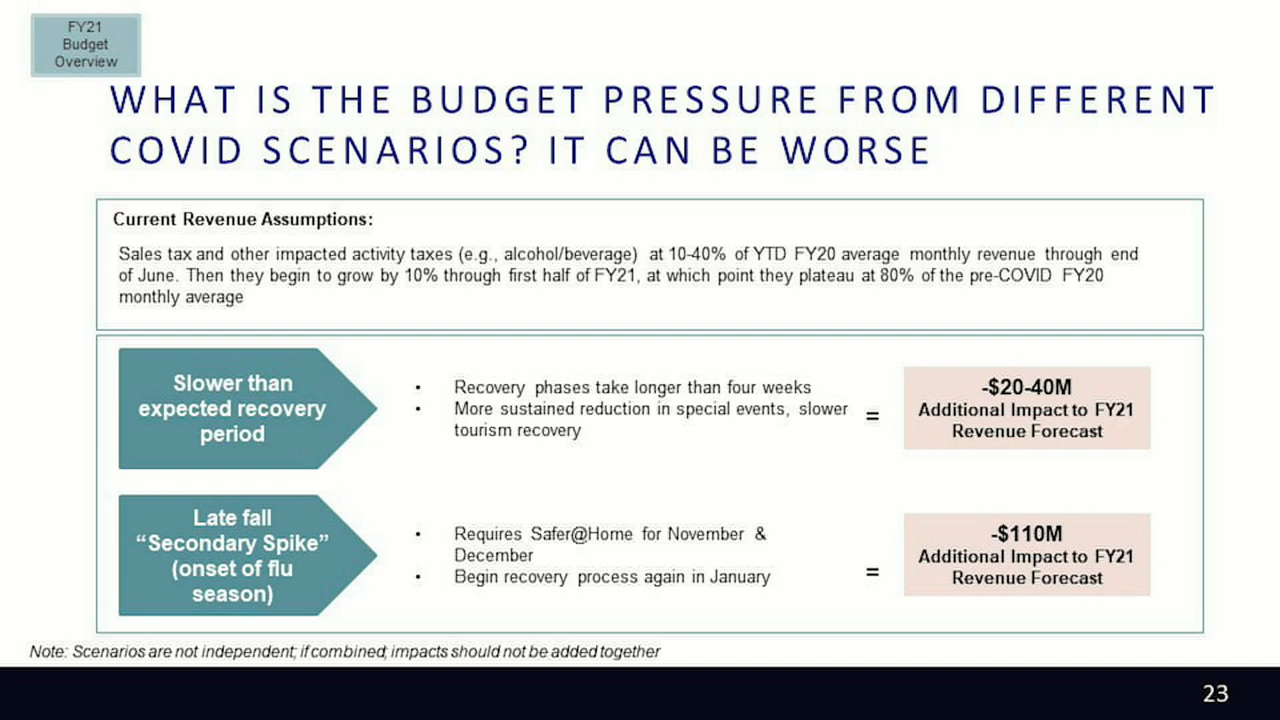 FY21
Budget
Overview
WHAT IS THE BUDGET PRESSURE FROM DIFFERENT
COVID SCENARIOS? IT CAN BE WORSE
Current Revenue Assumptions:
Sales tax and other impacted activity taxes (e.g., alcohol/beverage) at 10-40% of YTD FY20 average monthly revenue through end
of June. Then they begin to grow by 10% through first half of FY21, at which point they plateau at 80% of the pre-COVID FY20
monthly average
Slower than
expected recovery
period
• Recovery phases take longer than four weeks
• More sustained reduction in special events, slower
tourism recovery
=
-$20-40M
Additional Impact to FY21
Revenue Forecast
Late fall
“Secondary Spike”
(onset of flu
season)
• Requires Safer@Home for November &
December
• Begin recovery process again in January
=
-$110M
Additional Impact to FY21
Revenue Forecast
Note: Scenarios are not independent; if combined; impacts should not be added together
23